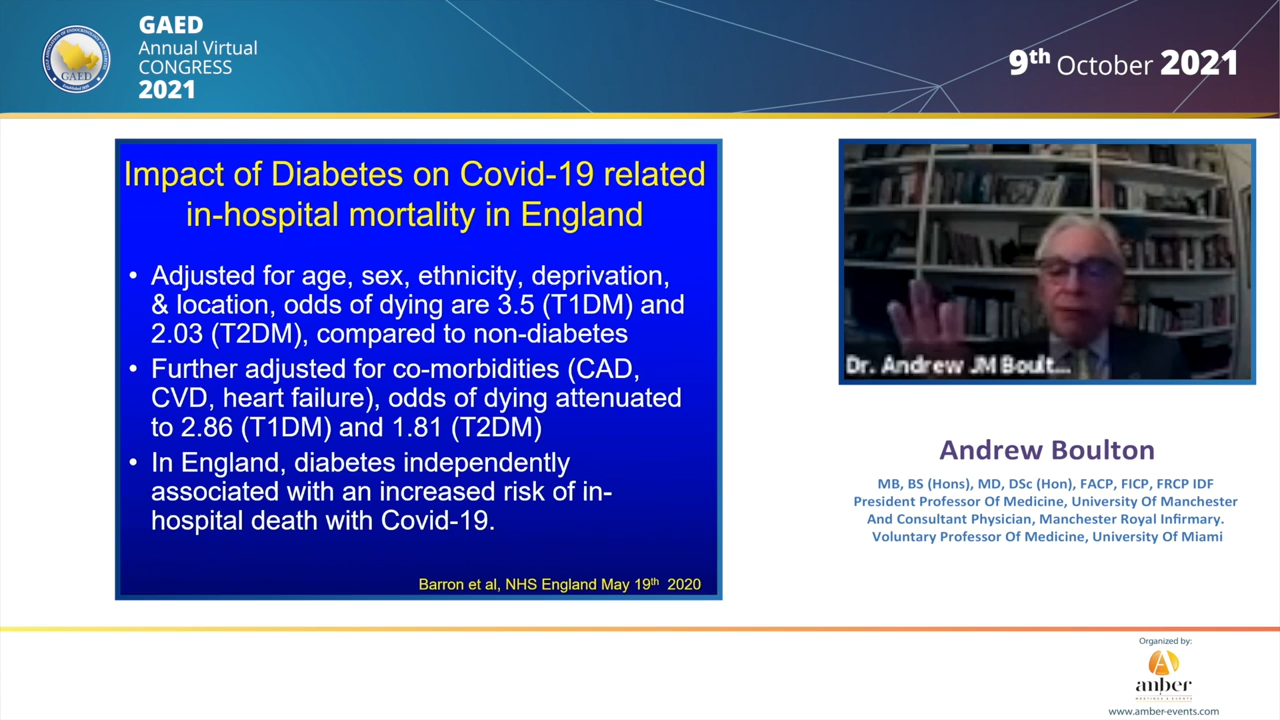 GAED
Annual Virtual
CONGRESS
2021
GAED
9th October 2021
Impact of Diabetes on Covid-19 related
in-hospital mortality in England
• Adjusted for age, sex, ethnicity, deprivation,
& location, odds of dying are 3.5 (T1DM) and
2.03 (T2DM), compared to non-diabetes
• Further adjusted for co-morbidities (CAD,
CVD, heart failure), odds of dying attenuated
to 2.86 (T1DM) and 1.81 (T2DM)
• In England, diabetes independently
associated with an increased risk of in-
hospital death with Covid-19.
Barron et al, NHS England May 19th 2020
Dr. Andrew JM Boult...
Andrew Boulton
MB, BS (Hons), MD, DSc (Hon), FACP, FICP, FRCP IDF
President Professor Of Medicine, University Of Manchester
And Consultant Physician, Manchester Royal Infirmary.
Voluntary Professor Of Medicine, University Of Miami
Organized by:
anber
MEETINGS & EVENTS
www.amber-events.com